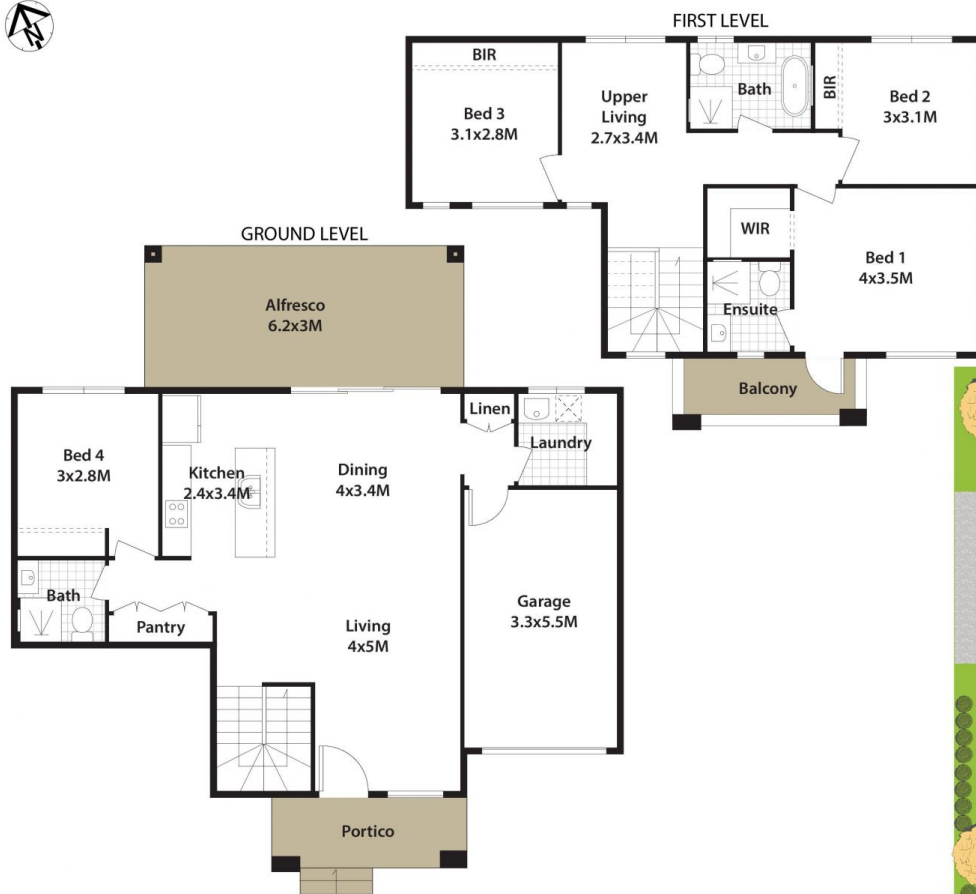 N
FIRST LEVEL
BIR
Bed 3
3.1x2.8M
Upper
Living
2.7x3.4M
Bath
BIR
Bed 2
3x3.1M
WIR
Bed 1
4x3.5M
Ensuite
Balcony
GROUND LEVEL
Alfresco
6.2x3M
Bed 4
3x2.8M
Kitchen
2.4x3.4M
Dining
4x3.4M
Linen
Laundry
Bath
Pantry
Living
4x5M
Garage
3.3x5.5M
Portico